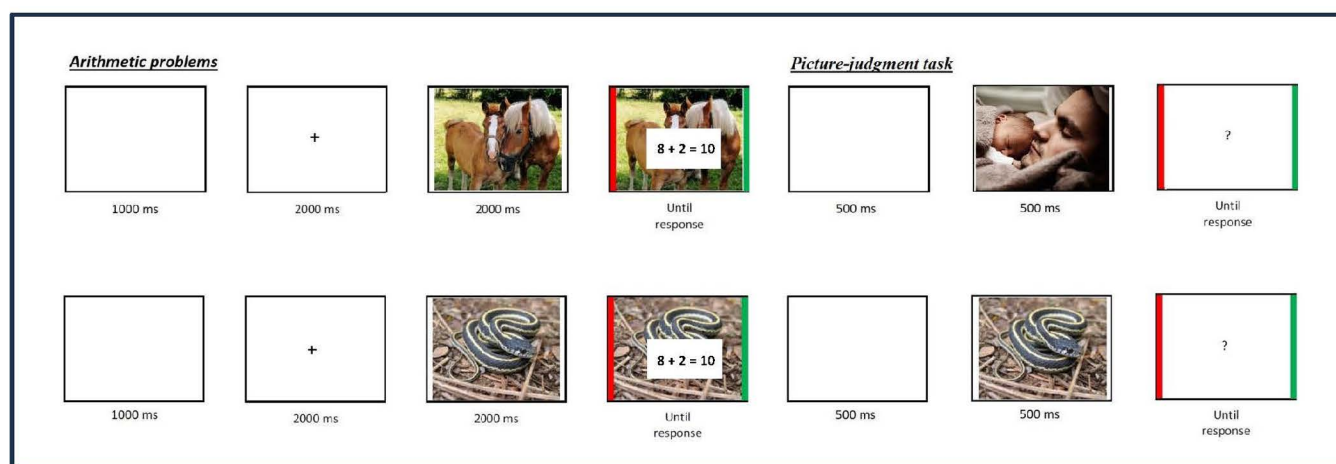 Arithmetic problems
Picture-judgment task
+
8 + 2 = 10
?
1000 ms
2000 ms
2000 ms
Until
response
500 ms
500 ms
Until
response
+
8 + 2 = 10
?
1000 ms
2000 ms
2000 ms
Until
response
500 ms
500 ms
Until
response